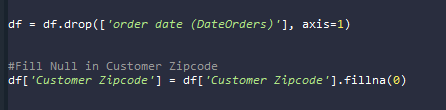 df = df.drop(['order date (DateOrders)'], axis=1)
#Fill Null in Customer Zipcode
df['Customer Zipcode'] = df['Customer Zipcode'].fillna(0)